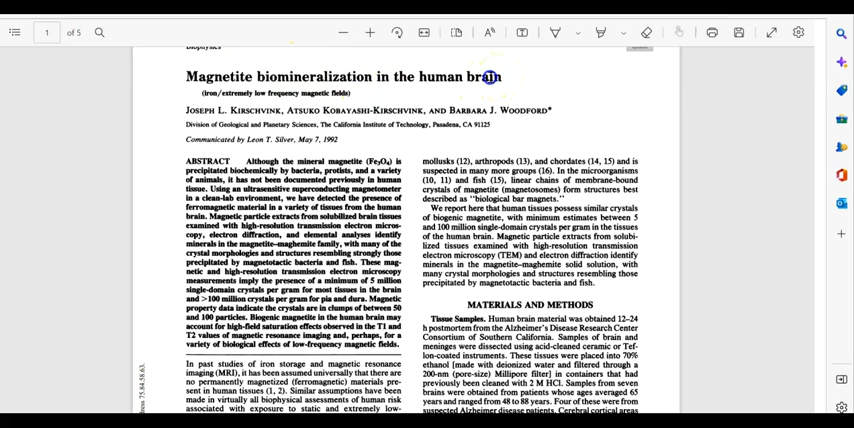 1 of 5
Biophysics
Magnetite biomineralization in the human brain
(iron/extremely low frequency magnetic fields)
JOSEPH L. KIRSCHVINK, ATSUKO KOBAYASHI-KIRSCHVINK, AND BARBARA J. WOODFORD*
Division of Geological and Planetary Sciences, The California Institute of Technology, Pasadena, CA 91125
Communicated by Leon T. Silver, May 7, 1992
ABSTRACT Although the mineral magnetite (Fe3O4) is
precipitated biochemically by bacteria, protists, and a variety
of animals, it has not been documented previously in human
tissue. Using an ultrasensitive superconducting magnetometer
in a clean-lab environment, we have detected the presence of
ferromagnetic material in a variety of tissues from the human
brain. Magnetic particle extracts from solubilized brain tissues
examined with high-resolution transmission electron micros-
copy, electron diffraction, and elemental analyses identify
minerals in the magnetite-maghemite family, with many of the
crystal morphologies and structures resembling strongly those
precipitated by magnetotactic bacteria and fish. These mag-
netic and high-resolution transmission electron microscopy
measurements imply the presence of a minimum of 5 million
single-domain crystals per gram for most tissues in the brain
and >100 million crystals per gram for pia and dura. Magnetic
property data indicate the crystals are in clumps of between 50
and 100 particles. Biogenic magnetite in the human brain may
account for high-field saturation effects observed in the T1 and
T2 values of magnetic resonance imaging and, perhaps, for a
variety of biological effects of low-frequency magnetic fields.
In past studies of iron storage and magnetic resonance
imaging (MRI), it has been assumed universally that there are
no permanently magnetized (ferromagnetic) materials pres-
ent in human tissues (1, 2). Similar assumptions have been
made in virtually all biophysical assessments of human risk
associated with exposure to static and extremely low-
mollusks (12), arthropods (13), and chordates (14, 15) and is
suspected in many more groups (16). In the microorganisms
(10, 11) and fish (15), linear chains of membrane-bound
crystals of magnetite (magnetosomes) form structures best
described as "biological bar magnets."
We report here that human tissues possess similar crystals
of biogenic magnetite, with minimum estimates between 5
and 100 million single-domain crystals per gram in the tissues
of the human brain. Magnetic particle extracts from solubi-
lized tissues examined with high-resolution transmission
electron microscopy (TEM) and electron diffraction identify
minerals in the magnetite-maghemite solid solution, with
many crystal morphologies and structures resembling those
precipitated by magnetotactic bacteria and fish.
MATERIALS AND METHODS
Tissue Samples. Human brain material was obtained 12–24
h postmortem from the Alzheimer's Disease Research Center
Consortium of Southern California. Samples of brain and
meninges were dissected using acid-cleaned ceramic or Tef-
lon-coated instruments. These tissues were placed into 70%
ethanol [made with deionized water and filtered through a
200-nm (pore-size) Millipore filter] in containers that had
previously been cleaned with 2 M HCl. Samples from seven
brains were obtained from patients whose ages averaged 65
years and ranged from 48 to 88 years. Four of these were from
suspected Alzheimer disease patients. Cerebral cortical areas
dress 75.84.58.63.